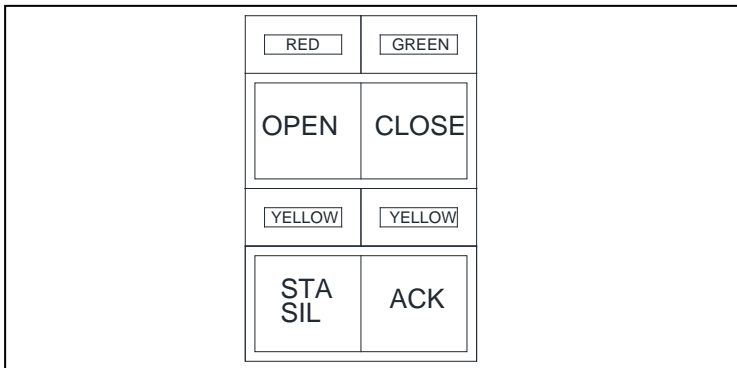 RED GREEN
OPEN CLOSE
YELLOW YELLOW
STA
SIL
ACK